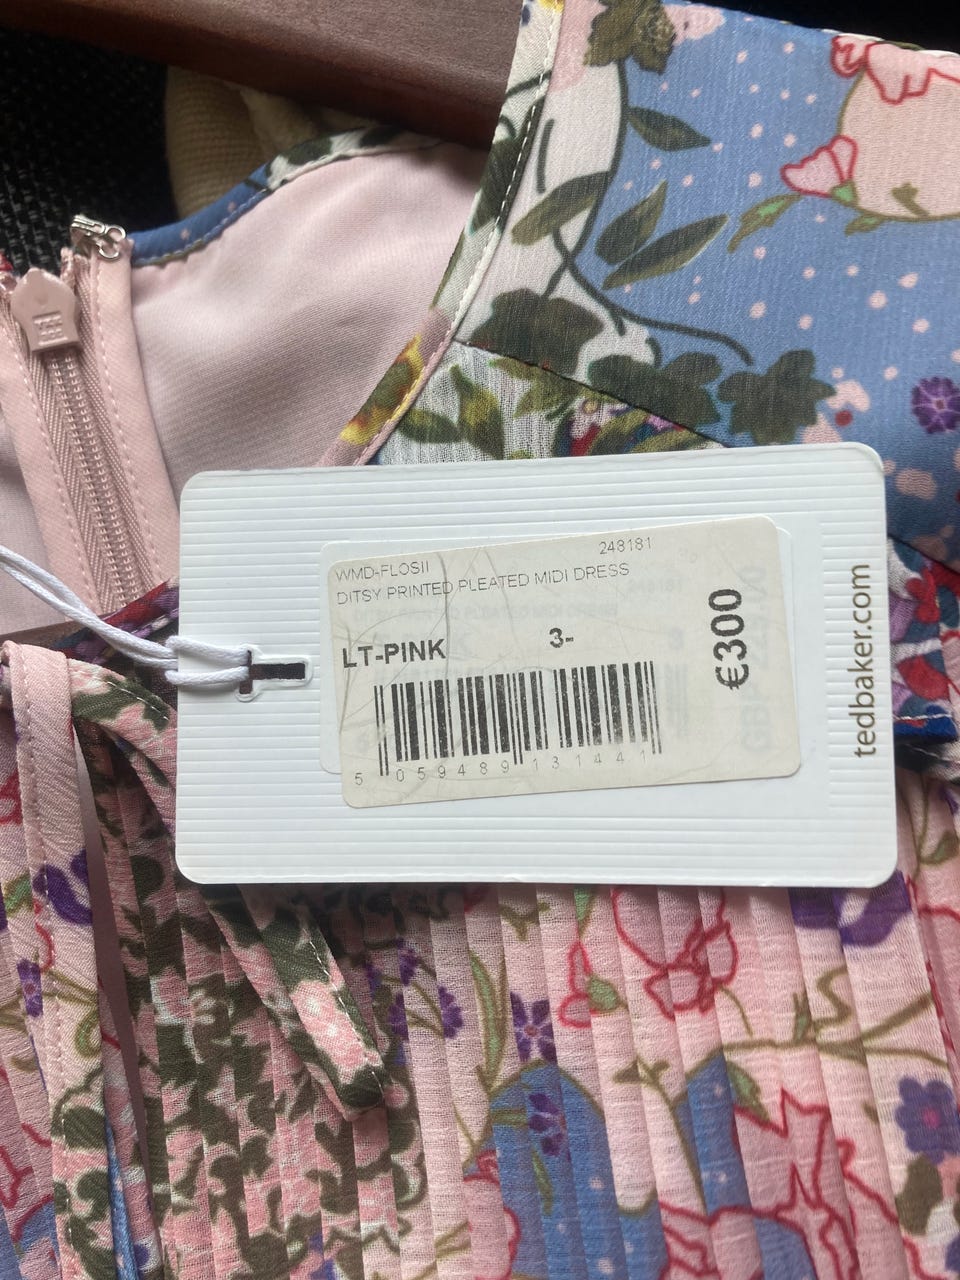 248181
WMD-FLOSII
DITSY PRINTED PLEATED MIDI DRESS
LT-PINK 3-
€300
5 059489 131441
tedbaker.com